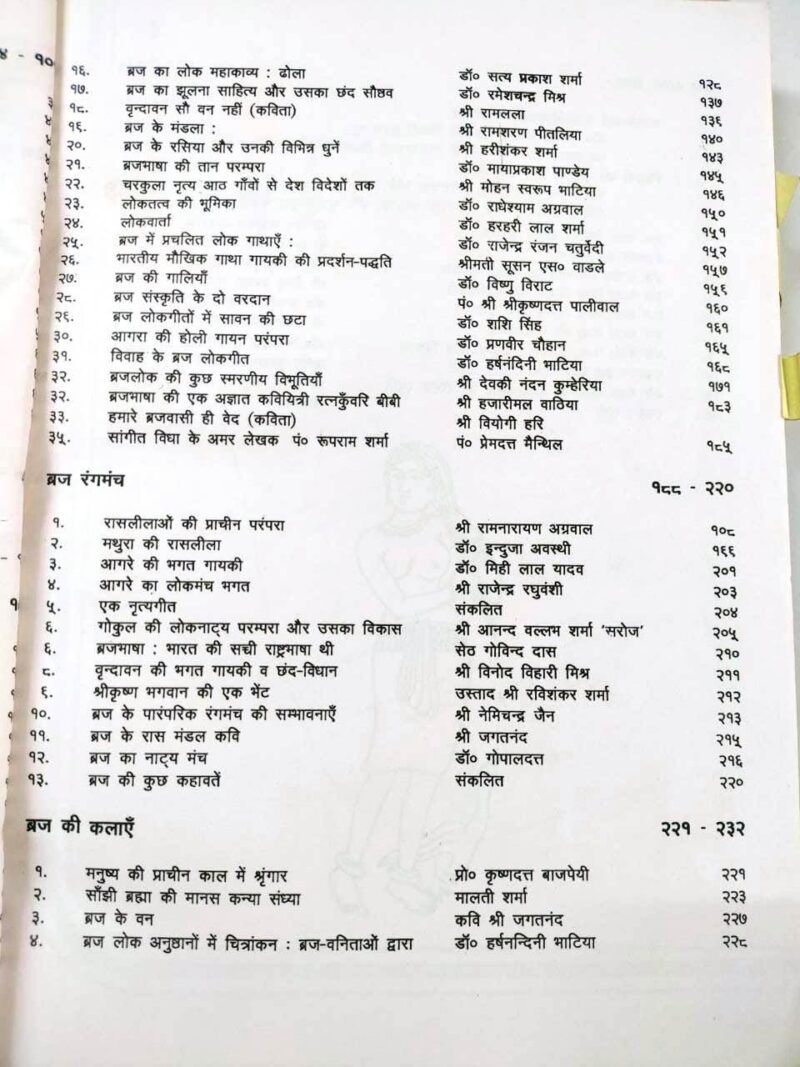 ४ - १०
१६. ब्रज का लोक महाकाव्य : ढोला डॉ० सत्य प्रकाश शर्मा १२८
१७. ब्रज का झूलना साहित्य और उसका छंद सौष्ठव डॉ० रमेशचन्द्र मिश्र १३७
१८. वृन्दावन सौ वन नहीं (कविता) श्री रामलला १३६
१६. ब्रज के मंडला : श्री रामशरण पीतलिया १४०
२०. ब्रज के रसिया और उनकी विभिन्न धुनें श्री हरीशंकर शर्मा १४३
२१. ब्रजभाषा की तान परम्परा डॉ० मायाप्रकाश पाण्डेय १४५
२२. चरकुला नृत्य आठ गाँवों से देश विदेशों तक श्री मोहन स्वरूप भाटिया १४६
२३. लोकतत्व की भूमिका डॉ० राधेश्याम अग्रवाल १५०
२४. लोकवार्ता डॉ० हरहरी लाल शर्मा १५१
२५. ब्रज में प्रचलित लोक गाथाएँ : डॉ० राजेन्द्र रंजन चतुर्वेदी १५२
२६. भारतीय मौखिक गाथा गायकी की प्रदर्शन-पद्धति श्रीमती सूसन एस० वाडले १५७
२७. ब्रज की गालियाँ डॉ० विष्णु विराट १५६
२८. ब्रज संस्कृति के दो वरदान पं० श्री श्रीकृष्णदत्त पालीवाल १६०
२६. ब्रज लोकगीतों में सावन की छटा डॉ० शशि सिंह १६१
३०. आगरा की होली गायन परंपरा डॉ० प्रणवीर चौहान १६५
३१. विवाह के ब्रज लोकगीत डॉ० हर्षनंदिनी भाटिया १६८
३२. ब्रजलोक की कुछ स्मरणीय विभूतियाँ श्री देवकी नंदन कुम्हेरिया १७१
३२. ब्रजभाषा की एक अज्ञात कवियित्री रत्नकुँवरि बीबी श्री हजारीमल वाठिया १८३
३३. हमारे ब्रजवासी ही वेद (कविता) श्री वियोगी हरि
३५. सांगीत विघा के अमर लेखक पं० रूपराम शर्मा पं० प्रेमदत्त मैन्थिल १८५
ब्रज रंगमंच १८८ - २२०
१. रासलीलाओं की प्राचीन परंपरा श्री रामनारायण अग्रवाल १०८
२. मथुरा की रासलीला डॉ० इन्दुजा अवस्थी १६६
३. आगरे की भगत गायकी डॉ० मिही लाल यादव २०१
४. आगरे का लोकमंच भगत श्री राजेन्द्र रघुवंशी २०३
५. एक नृत्यगीत संकलित २०४
६. गोकुल की लोकनाट्य परम्परा और उसका विकास श्री आनन्द वल्लभ शर्मा ‘सरोज’ २०५
६. ब्रजभाषा : भारत की सच्ची राष्ट्रभाषा थी सेठ गोविन्द दास २१०
८. वृन्दावन की भगत गायकी व छंद-विधान श्री विनोद विहारी मिश्र २११
६. श्रीकृष्ण भगवान की एक भेंट उस्ताद श्री रविशंकर शर्मा २१२
१०. ब्रज के पारंपरिक रंगमंच की सम्भावनाएँ श्री नेमिचन्द्र जैन २१३
११. ब्रज के रास मंडल कवि श्री जगतनंद २१५
१२. ब्रज का नाट्य मंच डॉ० गोपालदत्त २१६
१३. ब्रज की कुछ कहावतें संकलित २२०
ब्रज की कलाएँ २२१ - २३२
१. मनुष्य की प्राचीन काल में श्रृंगार प्रो० कृष्णदत्त बाजपेयी २२१
२. साँझी ब्रह्मा की मानस कन्या संध्या मालती शर्मा २२३
३. ब्रज के वन कवि श्री जगतनंद २२७
४. ब्रज लोक अनुष्ठानों में चित्रांकन : ब्रज-वनिताओं द्वारा डॉ० हर्षनन्दिनी भाटिया २२८